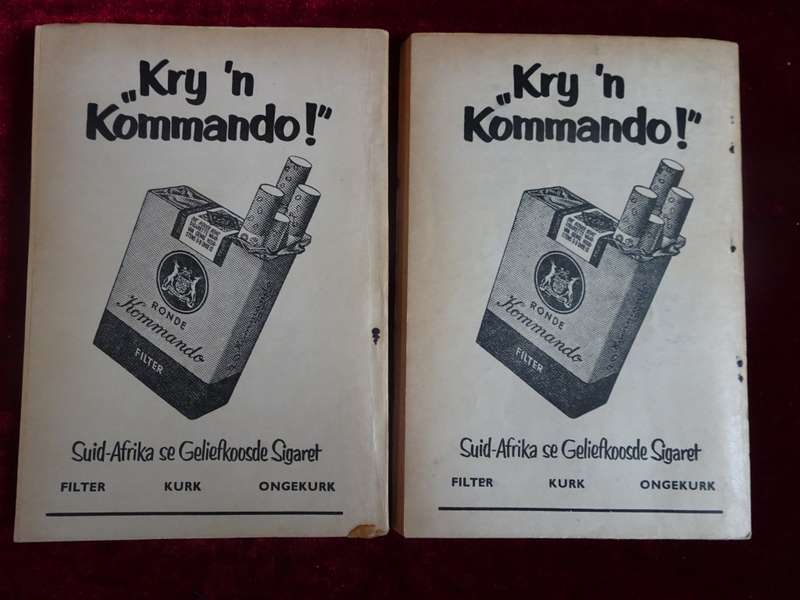 „Kry 'n
Kommando!”
RONDE
Kommando
FILTER
Suid-Afrika se Geliefkoosde Sigaret
FILTER KURK ONGEKURK
„Kry 'n
Kommando!”
RONDE
Kommando
FILTER
Suid-Afrika se Geliefkoosde Sigaret
FILTER KURK ONGEKURK